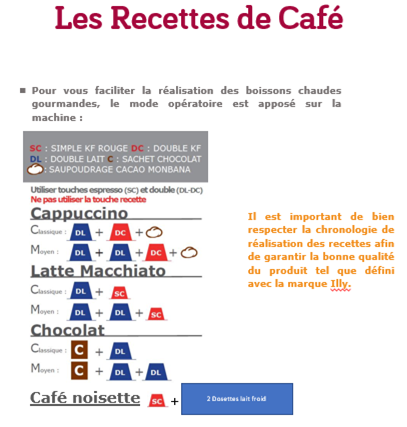 Les Recettes de Café
Pour vous faciliter la réalisation des boissons chaudes
gourmandes, le mode opératoire est apposé sur la
machine :
SC : SIMPLE KF ROUGE DC : DOUBLE KF
DL : DOUBLE LAIT C : SACHET CHOCOLAT
: SAUPOUDRAGE CACAO MONBANA
Utiliser touches espresso (SC) et double (DL-DC)
Ne pas utiliser la touche recette
Cappuccino
Classique : DL + DC +
Moyen : DL + DL + DC +
Latte Macchiato
Classique : DL + SC
Moyen : DL + DL + SC
Chocolat
Classique : C + DL
Moyen : C + DL + DL
Café noisette SC + 2 Dosettes lait froid
Il est important de bien
respecter la chronologie de
réalisation des recettes afin
de garantir la bonne qualité
du produit tel que défini
avec la marque Illy.